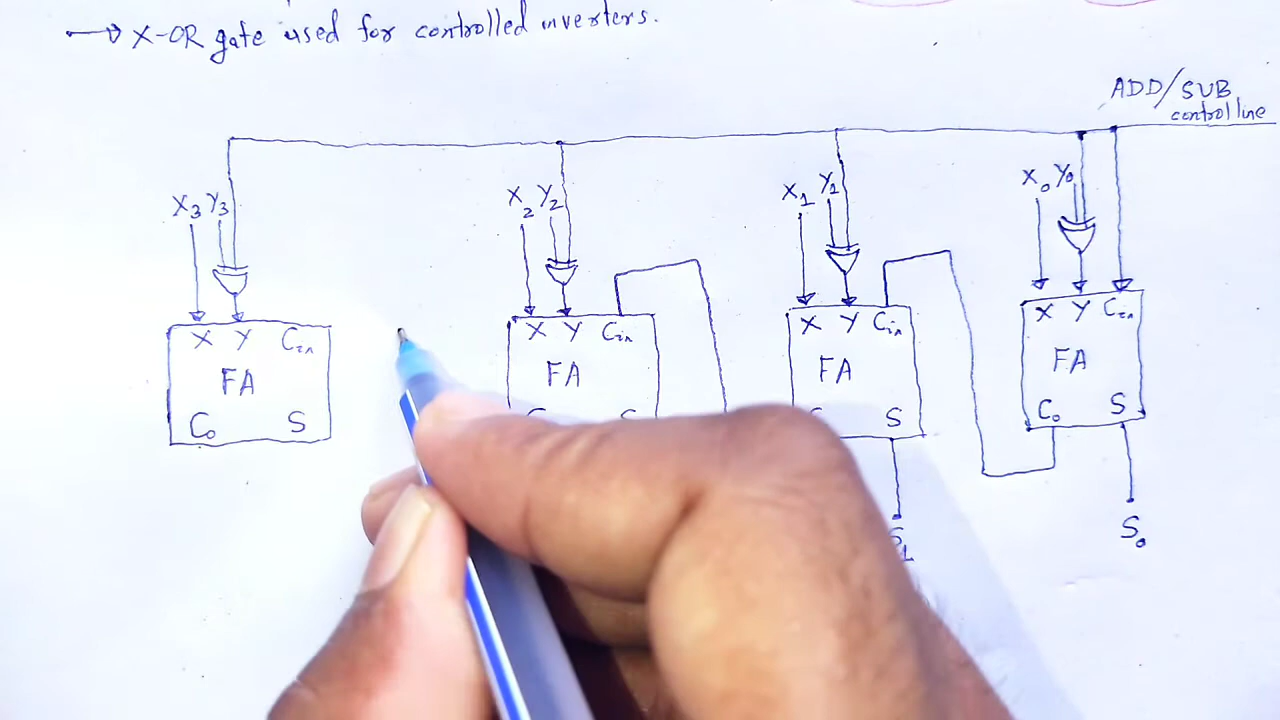 → X-OR gate used for controlled inverters.
ADD/SUB
control line
X3 Y3
X2 Y2
X1 Y1
X0 Y0
X Y Cin
FA
C0 S
X Y Cin
FA
X Y Cin
FA
S
S1
X Y Cin
FA
C0 S
S0